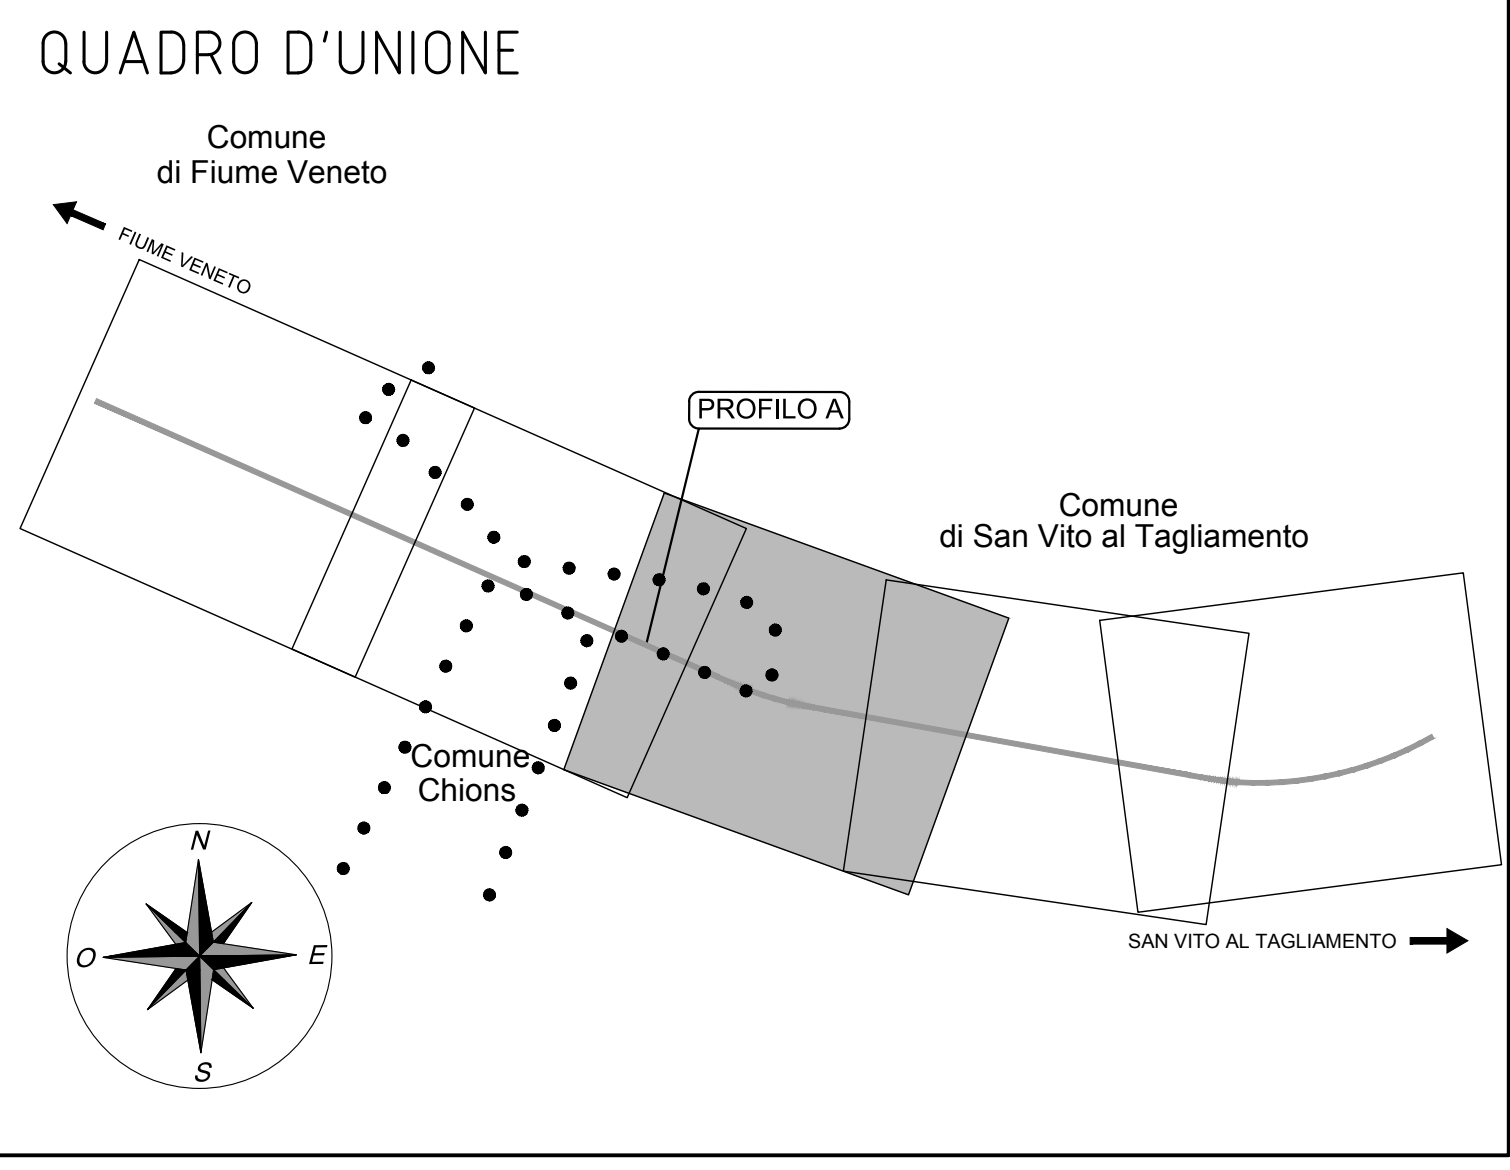 QUADRO D'UNIONE
Comune
di Fiume Veneto
FIUME VENETO
PROFILO A
Comune
di San Vito al Tagliamento
Comune
Chions
N
O
E
S
SAN VITO AL TAGLIAMENTO